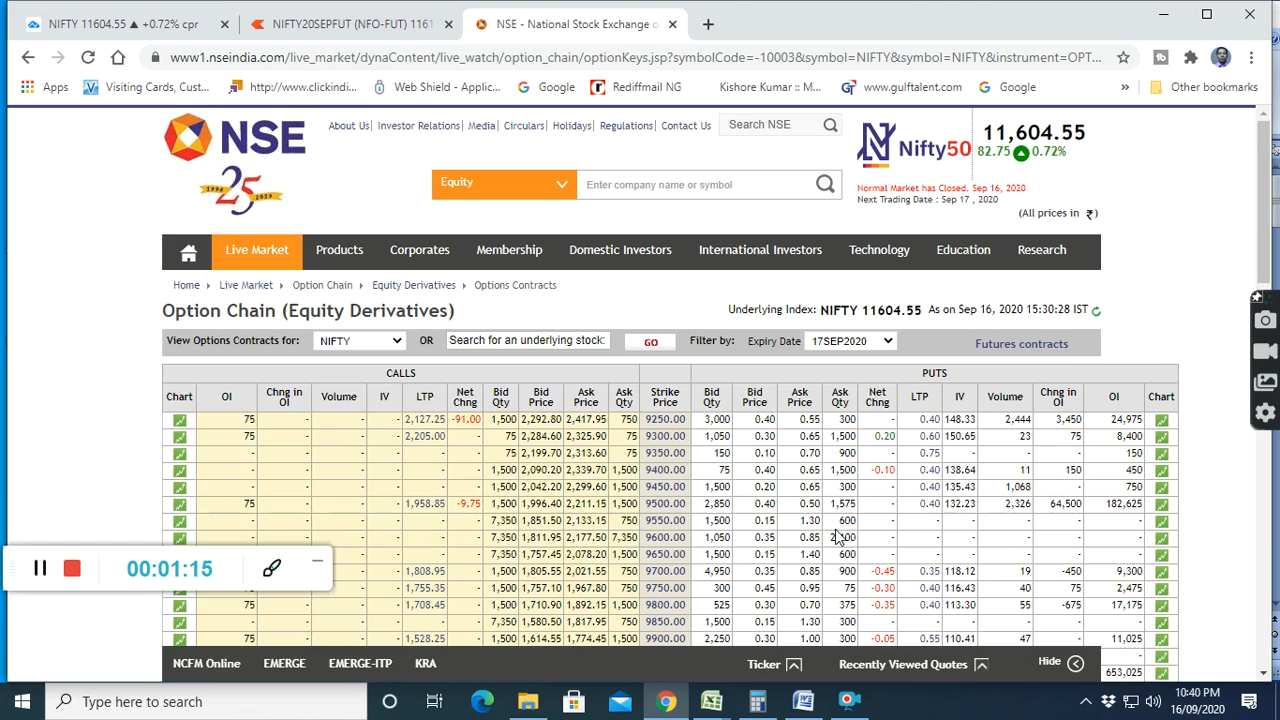 NIFTY 11604.55 ▲ +0.72% cpr
NIFTY20SEPFUT (NFO-FUT) 1161
NSE - National Stock Exchange o
www1.nseindia.com/live_market/dynaContent/live_watch/option_chain/optionKeys.jsp?symbolCode=-10003&symbol=NIFTY&symbol=NIFTY&instrument=OPT...
Apps Visiting Cards, Cust... http://www.clickindi... Web Shield - Applic... Google Rediffmail NG Kishore Kumar :: M... www.gulftalent.com Google » Other bookmarks
NSE
1994 25 2019
About Us| Investor Relations| Media| Circulars| Holidays| Regulations| Contact Us
Search NSE
Equity
Enter company name or symbol
Nifty50
11,604.55
82.75 0.72%
Normal Market has Closed. Sep 16, 2020
Next Trading Date : Sep 17 , 2020
(All prices in ₹)
Live Market Products Corporates Membership Domestic Investors International Investors Technology Education Research
Home › Live Market › Option Chain › Equity Derivatives › Options Contracts
Option Chain (Equity Derivatives)
Underlying Index: NIFTY 11604.55 As on Sep 16, 2020 15:30:28 IST
View Options Contracts for: NIFTY OR Search for an underlying stock: GO Filter by: Expiry Date 17SEP2020 Futures contracts
CALLS PUTS
Chart OI Chng in OI Volume IV LTP Net Chng Bid Qty Bid Price Ask Price Ask Qty Strike Price Bid Qty Bid Price Ask Price Ask Qty Net Chng LTP IV Volume Chng in OI OI Chart
75 - - - 2,127.25 -91.00 1,500 2,292.80 2,417.95 750 9250.00 3,000 0.40 0.55 300 - 0.40 148.33 2,444 3,450 24,975
75 - - - 2,205.00 - 75 2,284.60 2,325.90 75 9300.00 1,050 0.30 0.65 1,500 0.20 0.60 150.65 23 75 8,400
- - - - - - 75 2,199.70 2,313.60 75 9350.00 150 0.10 0.70 900 - 0.75 - - - 150
- - - - - - 1,500 2,090.20 2,339.70 1,500 9400.00 75 0.40 0.65 1,500 -0.10 0.40 138.64 11 150 450
- - - - - - 1,500 2,042.20 2,299.60 1,500 9450.00 1,500 0.20 0.65 300 - 0.40 135.43 1,068 - 750
75 - - - 1,958.85 -9.75 1,500 1,996.40 2,211.15 750 9500.00 2,850 0.40 0.50 1,575 - 0.40 132.23 2,326 64,500 182,625
- - - - - - 7,350 1,851.50 2,133.15 750 9550.00 1,500 0.15 1.30 600 - - - - - -
- - - - - - 7,350 1,811.95 2,177.50 7,350 9600.00 1,050 0.35 0.85 - - - - - -
- 7,350 1,757.45 2,078.20 1,500 9650.00 1,500 0.15 1.40 600 - - - - - -
1,808.95 - 1,500 1,805.55 2,021.55 1,500 9700.00 4,950 0.35 0.85 900 -0.45 0.35 118.12 19 -450 9,300
1,755.35 - 1,500 1,757.10 1,967.80 1,500 9750.00 300 0.45 0.95 75 -0.30 0.40 116.43 40 75 2,475
75 - - - 1,708.45 - 1,500 1,710.90 1,892.15 1,500 9800.00 525 0.30 0.70 375 -0.35 0.40 113.30 55 -675 17,175
- - - - - - 7,350 1,580.50 1,817.95 1,500 9850.00 1,500 0.15 1.30 300 - - - - - -
75 - - - 1,528.25 - 1,500 1,614.55 1,774.45 1,500 9900.00 2,250 0.30 1.00 300 -0.05 0.55 110.41 47 - 11,025
-
653,025
00:01:15
NCFM Online EMERGE EMERGE-ITP KRA Ticker Recently Viewed Quotes Hide
Type here to search
10:40 PM
16/09/2020